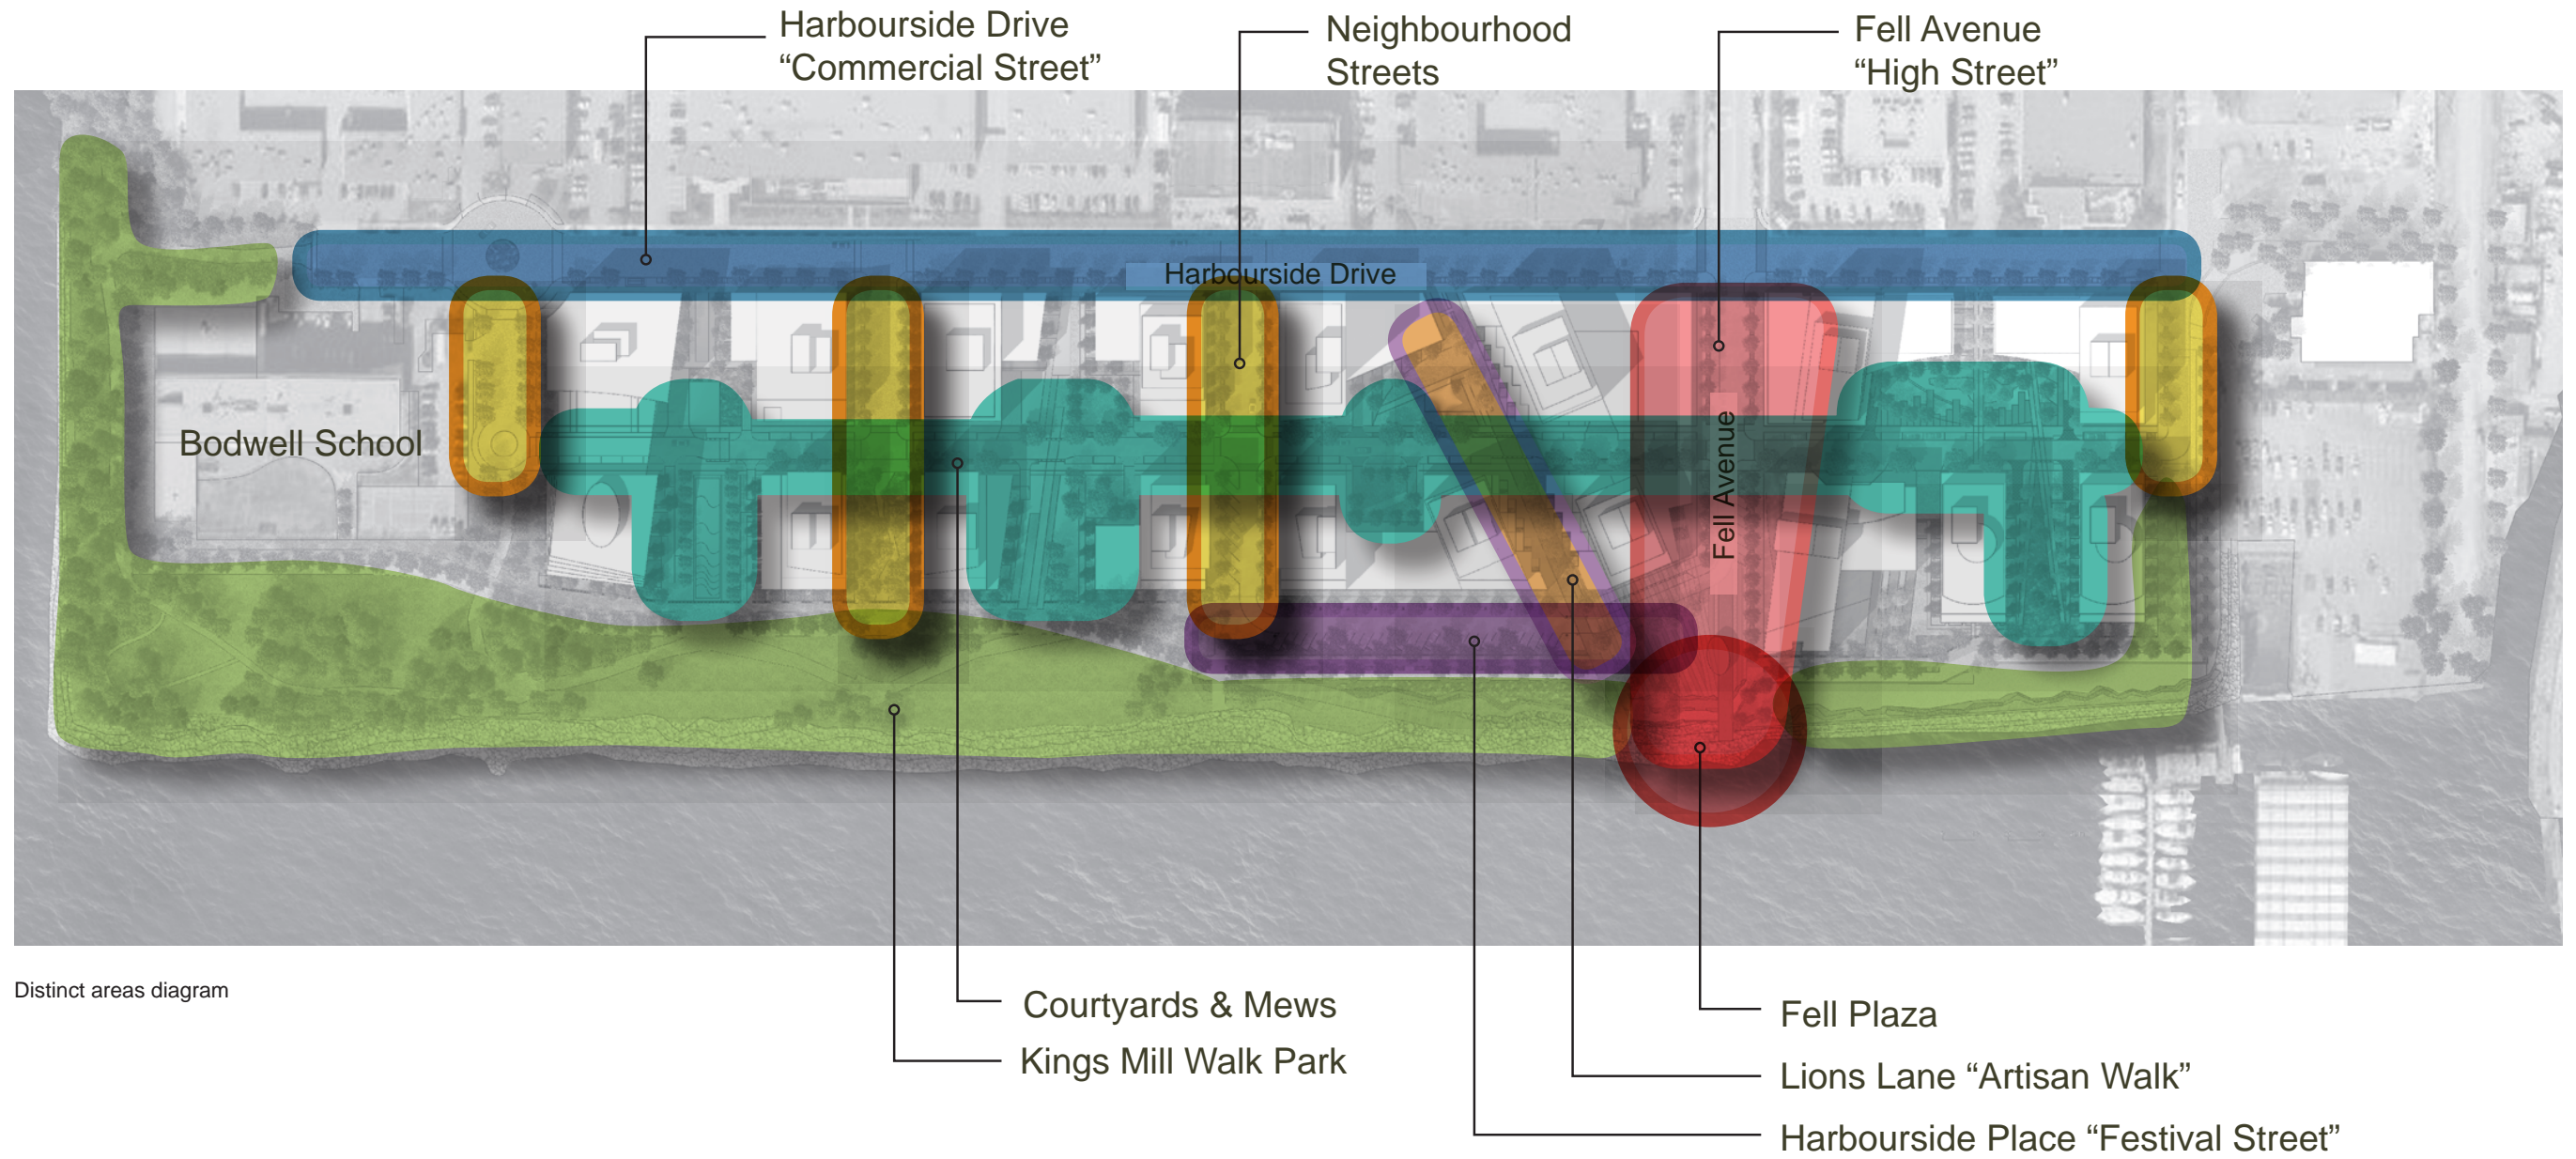 Harbourside Drive
“Commercial Street”
Neighbourhood
Streets
Fell Avenue
“High Street”
Harbourside Drive
Bodwell School
Fell Avenue
Distinct areas diagram
Courtyards & Mews
Kings Mill Walk Park
Fell Plaza
Lions Lane “Artisan Walk”
Harbourside Place “Festival Street”